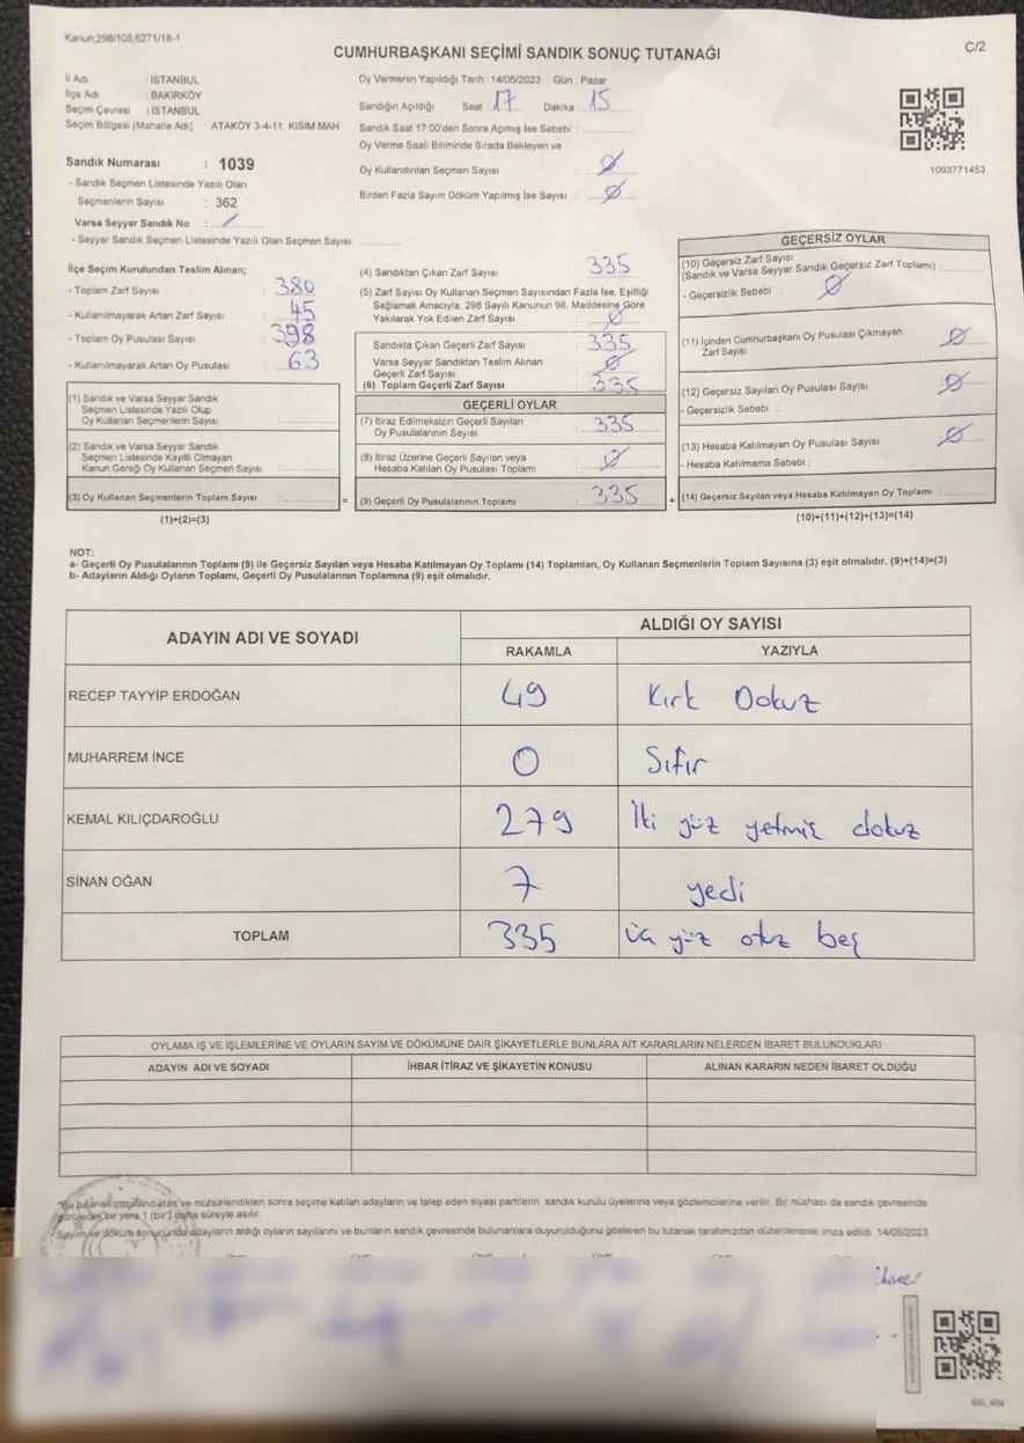 Kanun;298/105,6271/18-1
CUMHURBAŞKANI SEÇİMİ SANDIK SONUÇ TUTANAĞI
C/2
İl Adı : İSTANBUL
İlçe Adı : BAKIRKÖY
Seçim Çevresi : İSTANBUL
Seçim Bölgesi (Mahalle Adı) : ATAKÖY 3-4-11. KISIM MAH
Sandık Numarası : 1039
- Sandık Seçmen Listesinde Yazılı Olan
Seçmenlerin Sayısı : 362
Varsa Seyyar Sandık No : /
- Seyyar Sandık Seçmen Listesinde Yazılı Olan Seçmen Sayısı
Oy Vermenin Yapıldığı Tarih : 14/05/2023 Gün : Pazar
Sandığın Açıldığı Saat 17 Dakika 15
Sandık Saat 17:00'den Sonra Açılmış İse Sebebi :
Oy Verme Saati Bitiminde Sırada Bekleyen ve
Oy Kullandırılan Seçmen Sayısı : Ø
Birden Fazla Sayım Döküm Yapılmış İse Sayısı : Ø
1093771453
İlçe Seçim Kurulundan Teslim Alınan;
- Toplam Zarf Sayısı : 380
- Kullanılmayarak Artan Zarf Sayısı : 45
- Toplam Oy Pusulası Sayısı : 398
- Kullanılmayarak Artan Oy Pusulası : 63
(1) Sandık ve Varsa Seyyar Sandık
Seçmen Listesinde Yazılı Olup
Oy Kullanan Seçmenlerin Sayısı
(2) Sandık ve Varsa Seyyar Sandık
Seçmen Listesinde Kayıtlı Olmayan
Kanun Gereği Oy Kullanan Seçmen Sayısı
(3) Oy Kullanan Seçmenlerin Toplam Sayısı =
(1)+(2)=(3)
(4) Sandıktan Çıkan Zarf Sayısı : 335
(5) Zarf Sayısı Oy Kullanan Seçmen Sayısından Fazla İse, Eşitliği
Sağlamak Amacıyla, 298 Sayılı Kanunun 98. Maddesine Göre
Yakılarak Yok Edilen Zarf Sayısı : Ø
Sandıkta Çıkan Geçerli Zarf Sayısı : 335
Varsa Seyyar Sandıktan Teslim Alınan
Geçerli Zarf Sayısı : Ø
(6) Toplam Geçerli Zarf Sayısı : 335
GEÇERLİ OYLAR
(7) İtiraz Edilmeksizin Geçerli Sayılan
Oy Pusulalarının Sayısı : 335
(8) İtiraz Üzerine Geçerli Sayılan veya
Hesaba Katılan Oy Pusulası Toplamı : Ø
(9) Geçerli Oy Pusulalarının Toplamı : 335 +
GEÇERSİZ OYLAR
(10) Geçersiz Zarf Sayısı
(Sandık ve Varsa Seyyar Sandık Geçersiz Zarf Toplamı)
- Geçersizlik Sebebi : Ø
(11) İçinden Cumhurbaşkanı Oy Pusulası Çıkmayan
Zarf Sayısı : Ø
(12) Geçersiz Sayılan Oy Pusulası Sayısı : Ø
- Geçersizlik Sebebi :
(13) Hesaba Katılmayan Oy Pusulası Sayısı : Ø
- Hesaba Katılmama Sebebi :
(14) Geçersiz Sayılan veya Hesaba Katılmayan Oy Toplamı :
(10)+(11)+(12)+(13)=(14)
NOT:
a- Geçerli Oy Pusulalarının Toplamı (9) ile Geçersiz Sayılan veya Hesaba Katılmayan Oy Toplamı (14) Toplamları, Oy Kullanan Seçmenlerin Toplam Sayısına (3) eşit olmalıdır. (9)+(14)=(3)
b- Adayların Aldığı Oyların Toplamı, Geçerli Oy Pusulalarının Toplamına (9) eşit olmalıdır.
ADAYIN ADI VE SOYADI
ALDIĞI OY SAYISI
RAKAMLA YAZIYLA
RECEP TAYYİP ERDOĞAN 49 Kırk Dokuz
MUHARREM İNCE 0 Sıfır
KEMAL KILIÇDAROĞLU 279 İki yüz yetmiş dokuz
SİNAN OĞAN 7 yedi
TOPLAM 335 üç yüz otuz beş
OYLAMA İŞ VE İŞLEMLERİNE VE OYLARIN SAYIM VE DÖKÜMÜNE DAİR ŞİKAYETLERLE BUNLARA AİT KARARLARIN NELERDEN İBARET BULUNDUKLARI
ADAYIN ADI VE SOYADI İHBAR İTİRAZ VE ŞİKAYETİN KONUSU ALINAN KARARIN NEDEN İBARET OLDUĞU
ve mühürlendikten sonra seçime katılan adayların ve talep eden siyasi partilerin, sandık kurulu üyelerine veya gözlemcilerine verilir. Bir nüshası da sandık çevresinde
bir yere 1 (bir) hafta süreyle asılır.
Sayım ve döküm sonucunda adayların aldığı oyların sayılarını ve bunların sandık çevresinde bulunanlara duyurulduğunu gösteren bu tutanak tarafımızdan düzenlenerek imza edildi. 14/05/2023